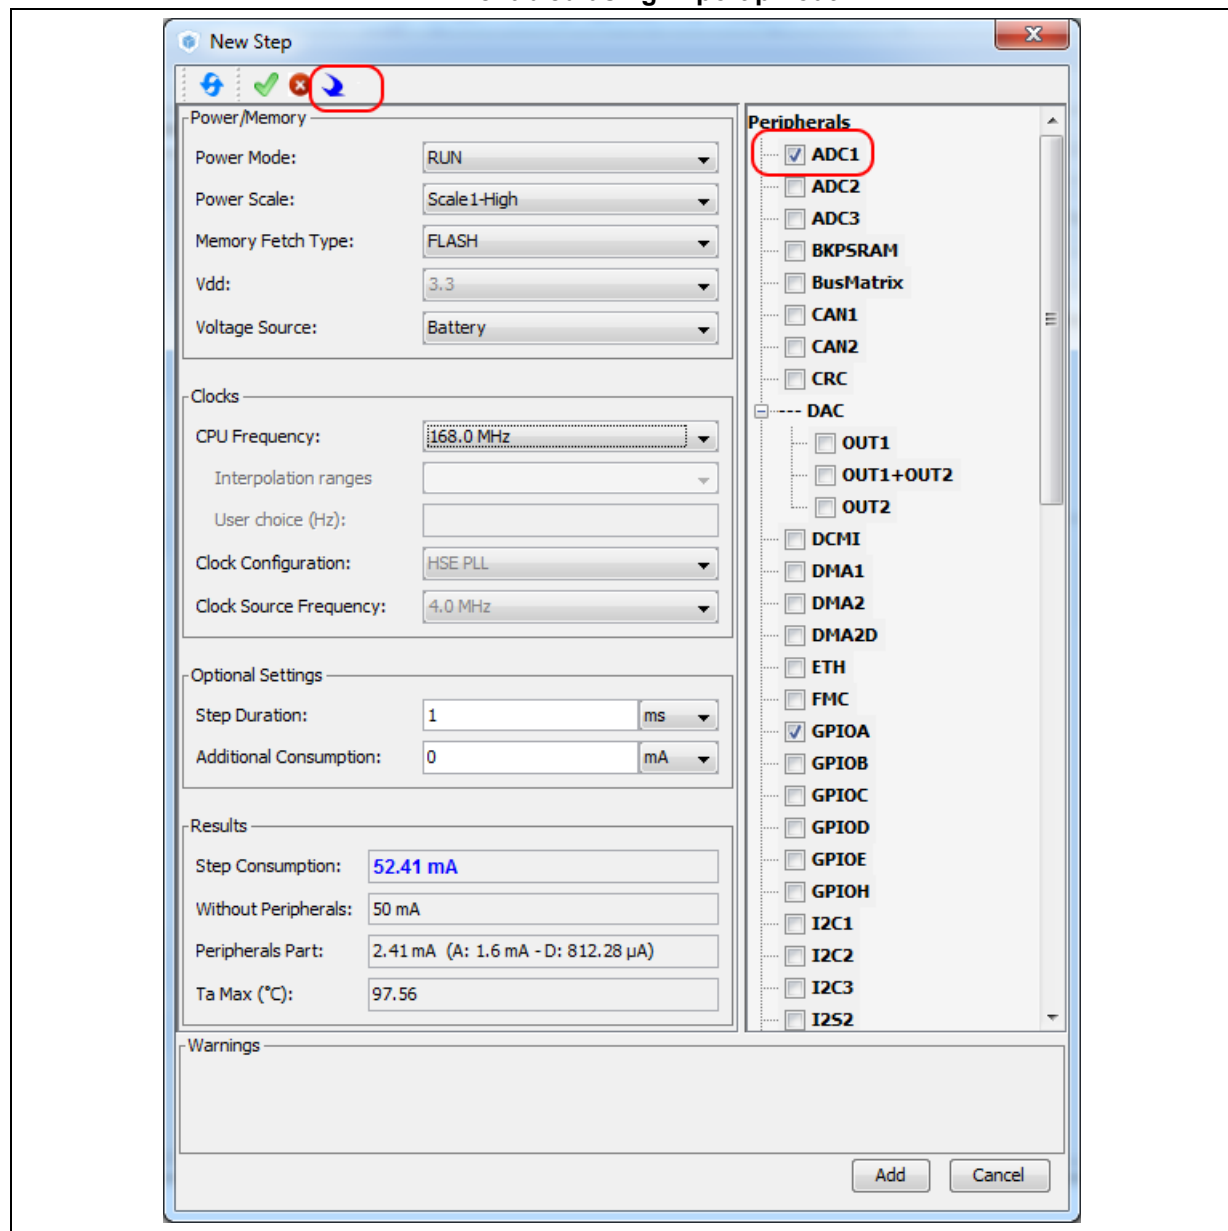 New Step
Power/Memory
Power Mode:
RUN
Power Scale:
Scale1-High
Memory Fetch Type:
FLASH
Vdd:
3.3
Voltage Source:
Battery
Clocks
CPU Frequency:
168.0 MHz
Interpolation ranges
User choice (Hz):
Clock Configuration:
HSE PLL
Clock Source Frequency:
4.0 MHz
Optional Settings
Step Duration:
1
ms
Additional Consumption:
0
mA
Results
Step Consumption:
52.41 mA
Without Peripherals:
50 mA
Peripherals Part:
2.41 mA (A: 1.6 mA - D: 812.28 µA)
Ta Max (°C):
97.56
Peripherals
ADC1
ADC2
ADC3
BKPSRAM
BusMatrix
CAN1
CAN2
CRC
--- DAC
OUT1
OUT1+OUT2
OUT2
DCMI
DMA1
DMA2
DMA2D
ETH
FMC
GPIOA
GPIOB
GPIOC
GPIOD
GPIOE
GPIOH
I2C1
I2C2
I2C3
I2S2
Warnings
Add
Cancel